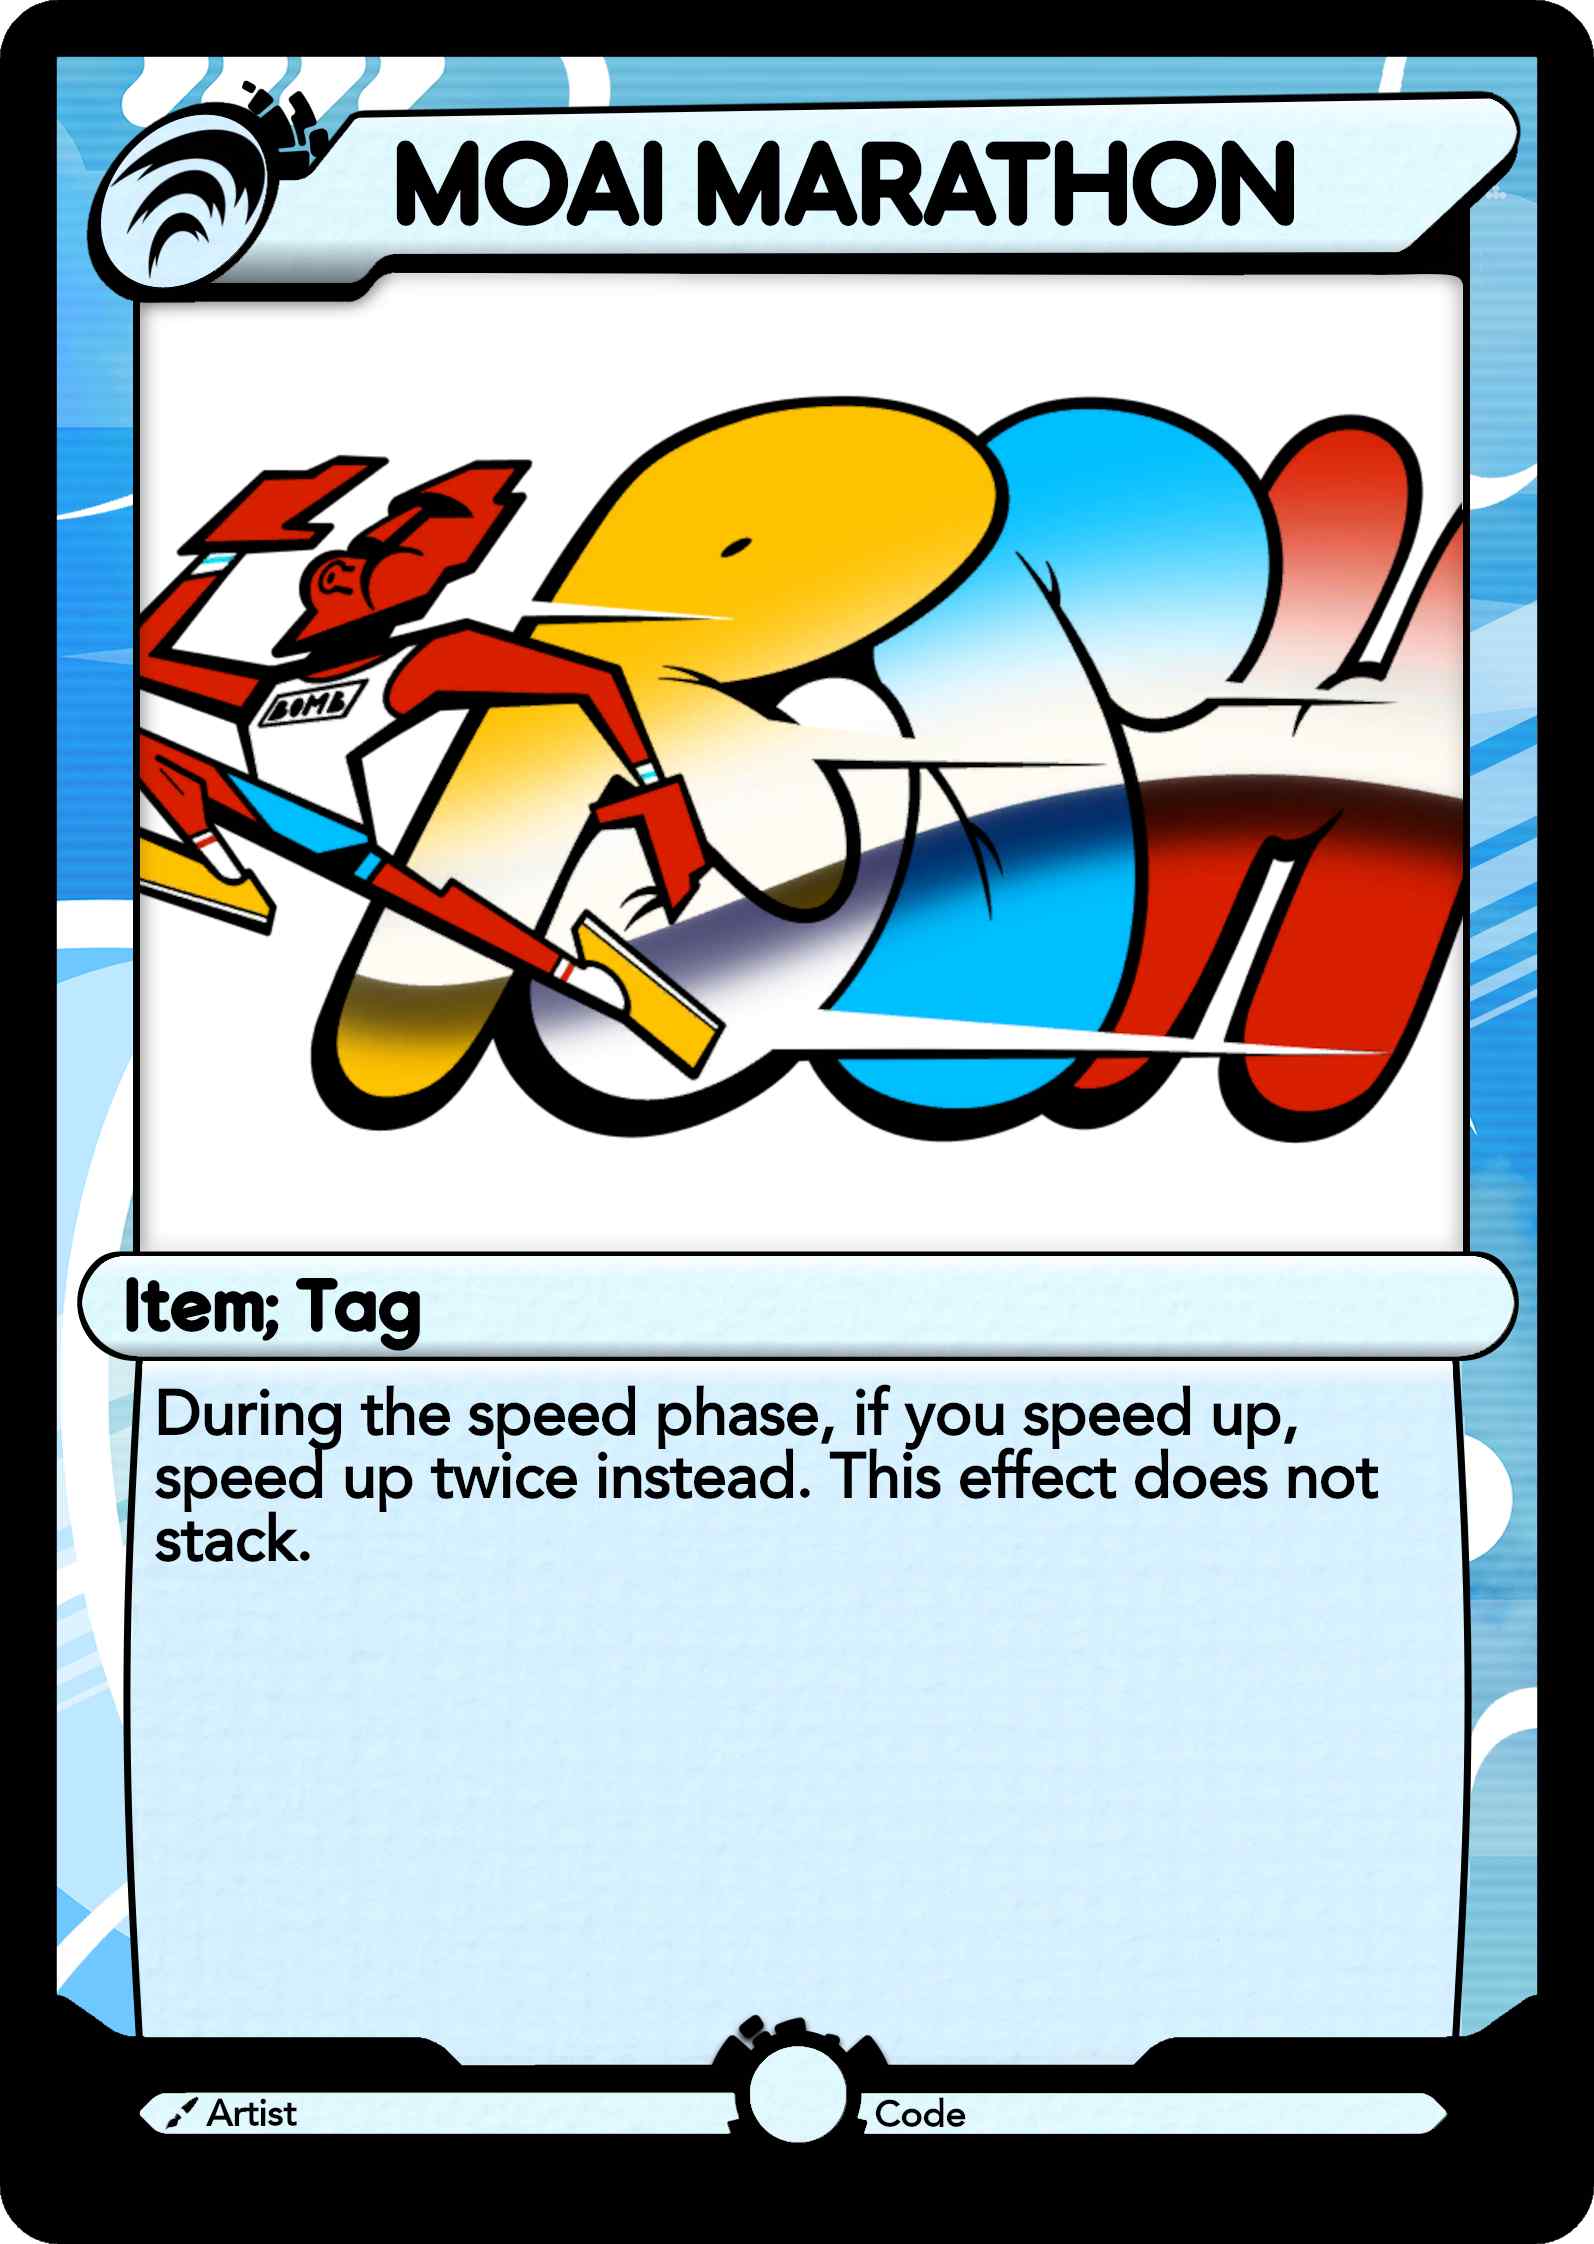 MOAI MARATHON
BOMB
Item; Tag
During the speed phase, if you speed up,
speed up twice instead. This effect does not
stack.
Artist
Code